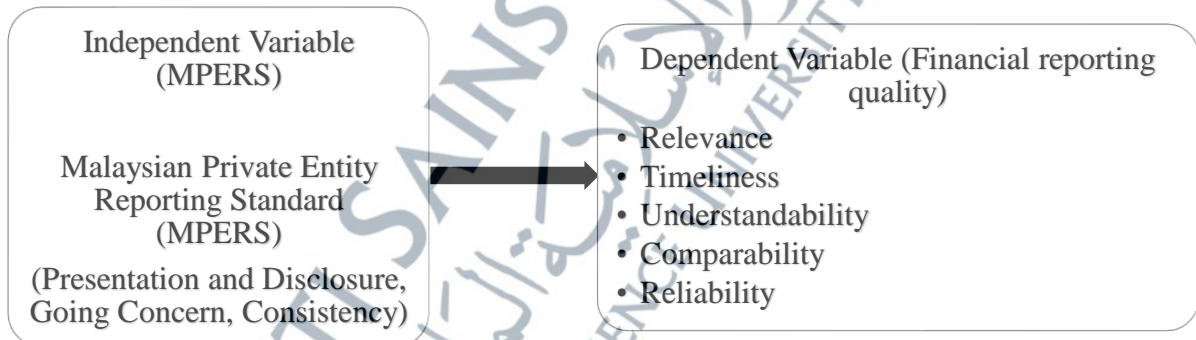 Independent Variable
(MPERS)
Malaysian Private Entity
Reporting Standard
(MPERS)
(Presentation and Disclosure,
Going Concern, Consistency)
Dependent Variable (Financial reporting
quality)
• Relevance
• Timeliness
• Understandability
• Comparability
• Reliability